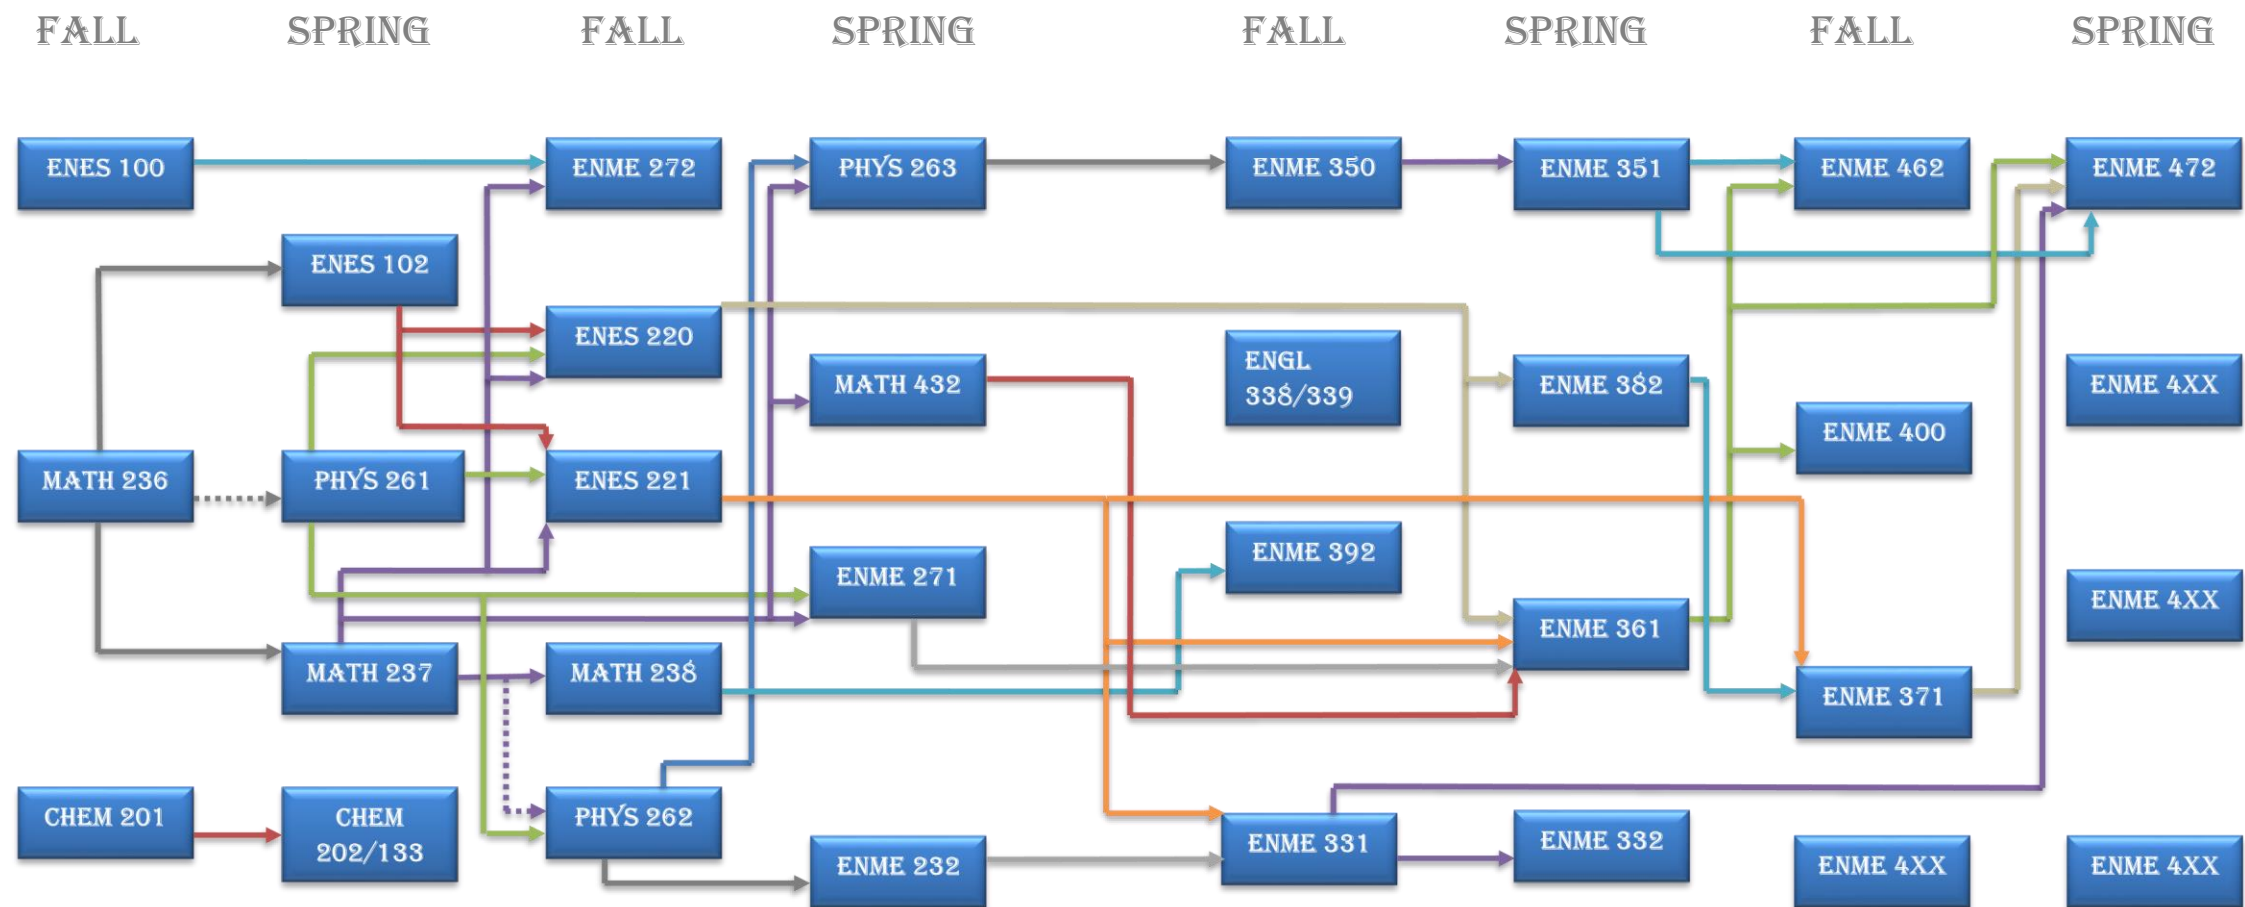 FALL SPRING FALL SPRING FALL SPRING FALL SPRING
ENES 100
ENME 272
PHYS 263
ENME 350
ENME 351
ENME 462
ENME 472
ENES 102
ENES 220
MATH 432
ENGL
338/339
ENME 382
ENME 400
ENME 4XX
MATH 236
PHYS 261
ENES 221
ENME 271
ENME 392
ENME 361
ENME 4XX
MATH 237
MATH 238
ENME 371
CHEM 201
CHEM
202/133
PHYS 262
ENME 232
ENME 331
ENME 332
ENME 4XX
ENME 4XX